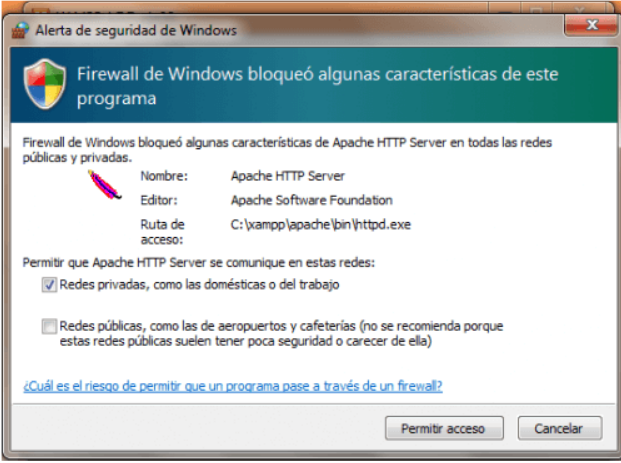 Alerta de seguridad de Windows
Firewall de Windows bloqueó algunas características de este
programa
Firewall de Windows bloqueó algunas características de Apache HTTP Server en todas las redes
públicas y privadas.
Nombre: Apache HTTP Server
Editor: Apache Software Foundation
Ruta de C:\xampp\apache\bin\httpd.exe
acceso:
Permitir que Apache HTTP Server se comunique en estas redes:
Redes privadas, como las domésticas o del trabajo
Redes públicas, como las de aeropuertos y cafeterías (no se recomienda porque
estas redes públicas suelen tener poca seguridad o carecer de ella)
¿Cuál es el riesgo de permitir que un programa pase a través de un firewall?
Permitir acceso Cancelar